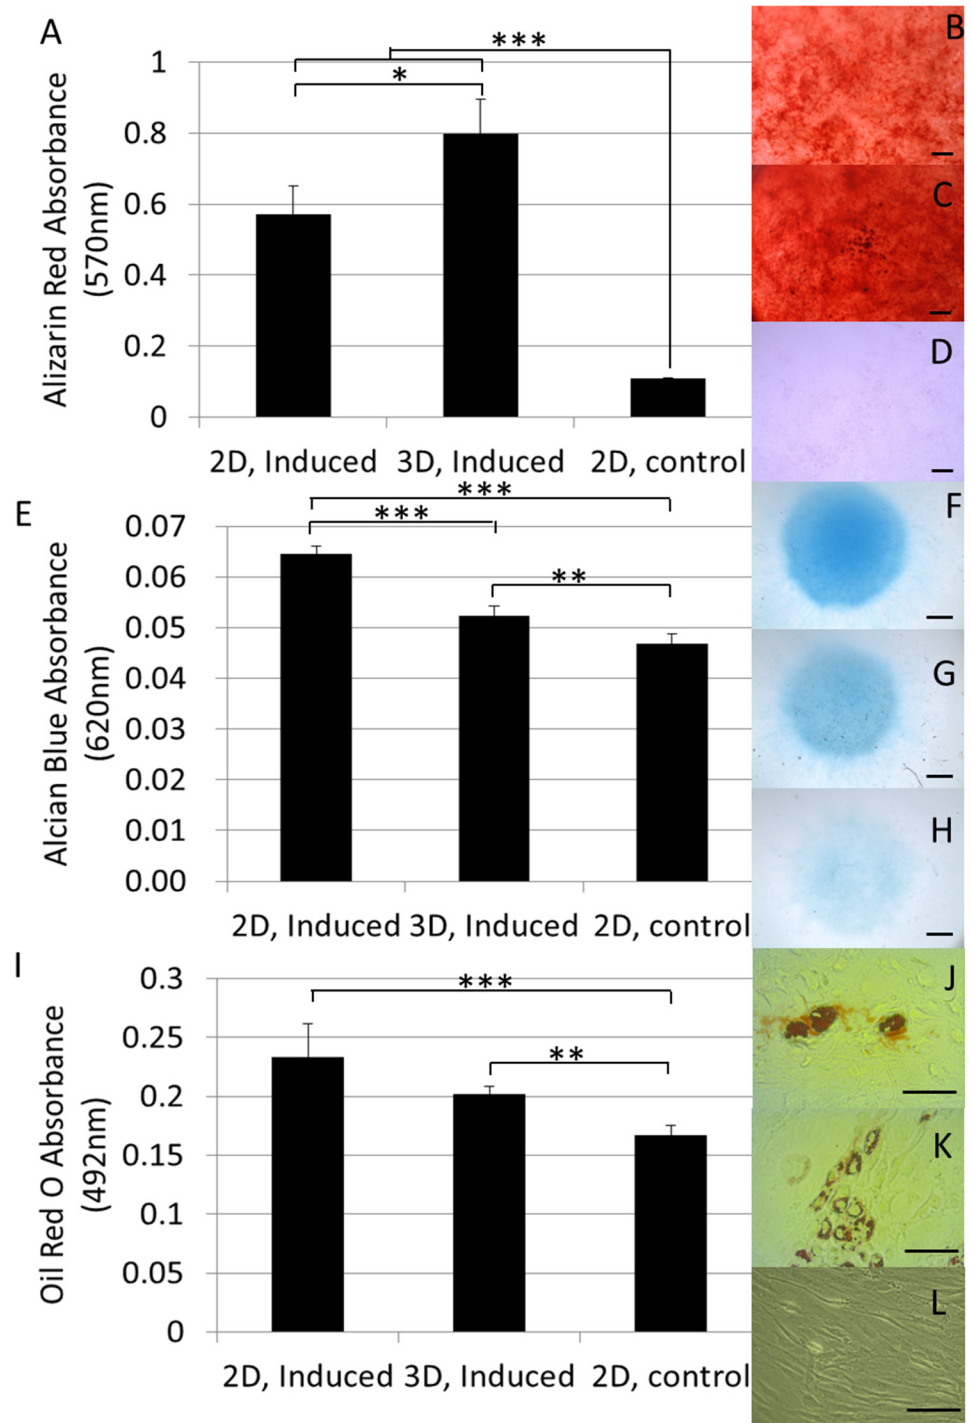 A
***
*
1
0.8
0.6
0.4
0.2
0
Alizarin Red Absorbance
(570nm)
2D, Induced 3D, Induced 2D, control
B
C
D
E
***
***
**
0.07
0.06
0.05
0.04
0.03
0.02
0.01
0.00
Alcian Blue Absorbance
(620nm)
2D, Induced 3D, Induced 2D, control
F
G
H
I
***
**
0.3
0.25
0.2
0.15
0.1
0.05
0
Oil Red O Absorbance
(492nm)
2D, Induced 3D, Induced 2D, control
J
K
L